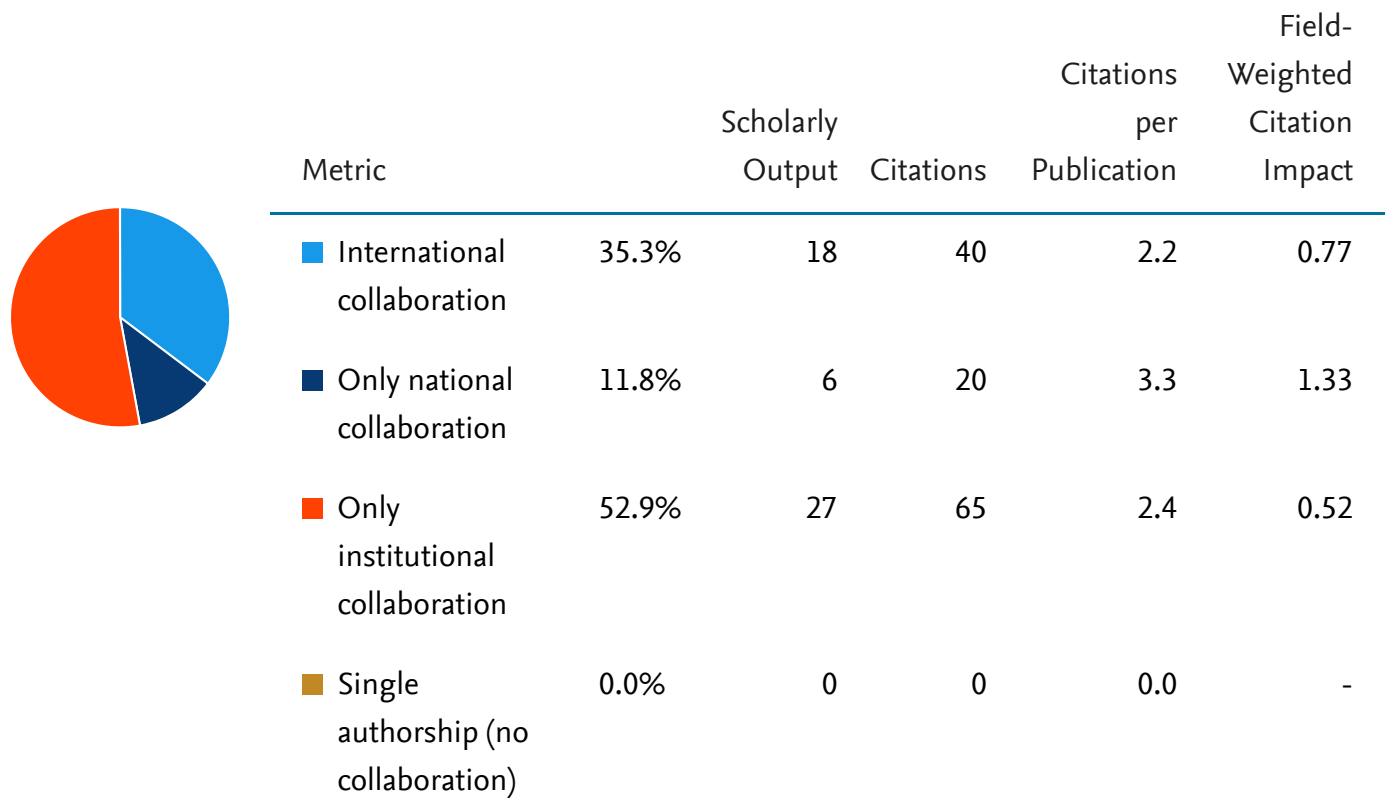 Field-
Citations Weighted
Scholarly per Citation
Metric Output Citations Publication Impact
International 35.3% 18 40 2.2 0.77
collaboration
Only national 11.8% 6 20 3.3 1.33
collaboration
Only 52.9% 27 65 2.4 0.52
institutional
collaboration
Single 0.0% 0 0 0.0 -
authorship (no
collaboration)